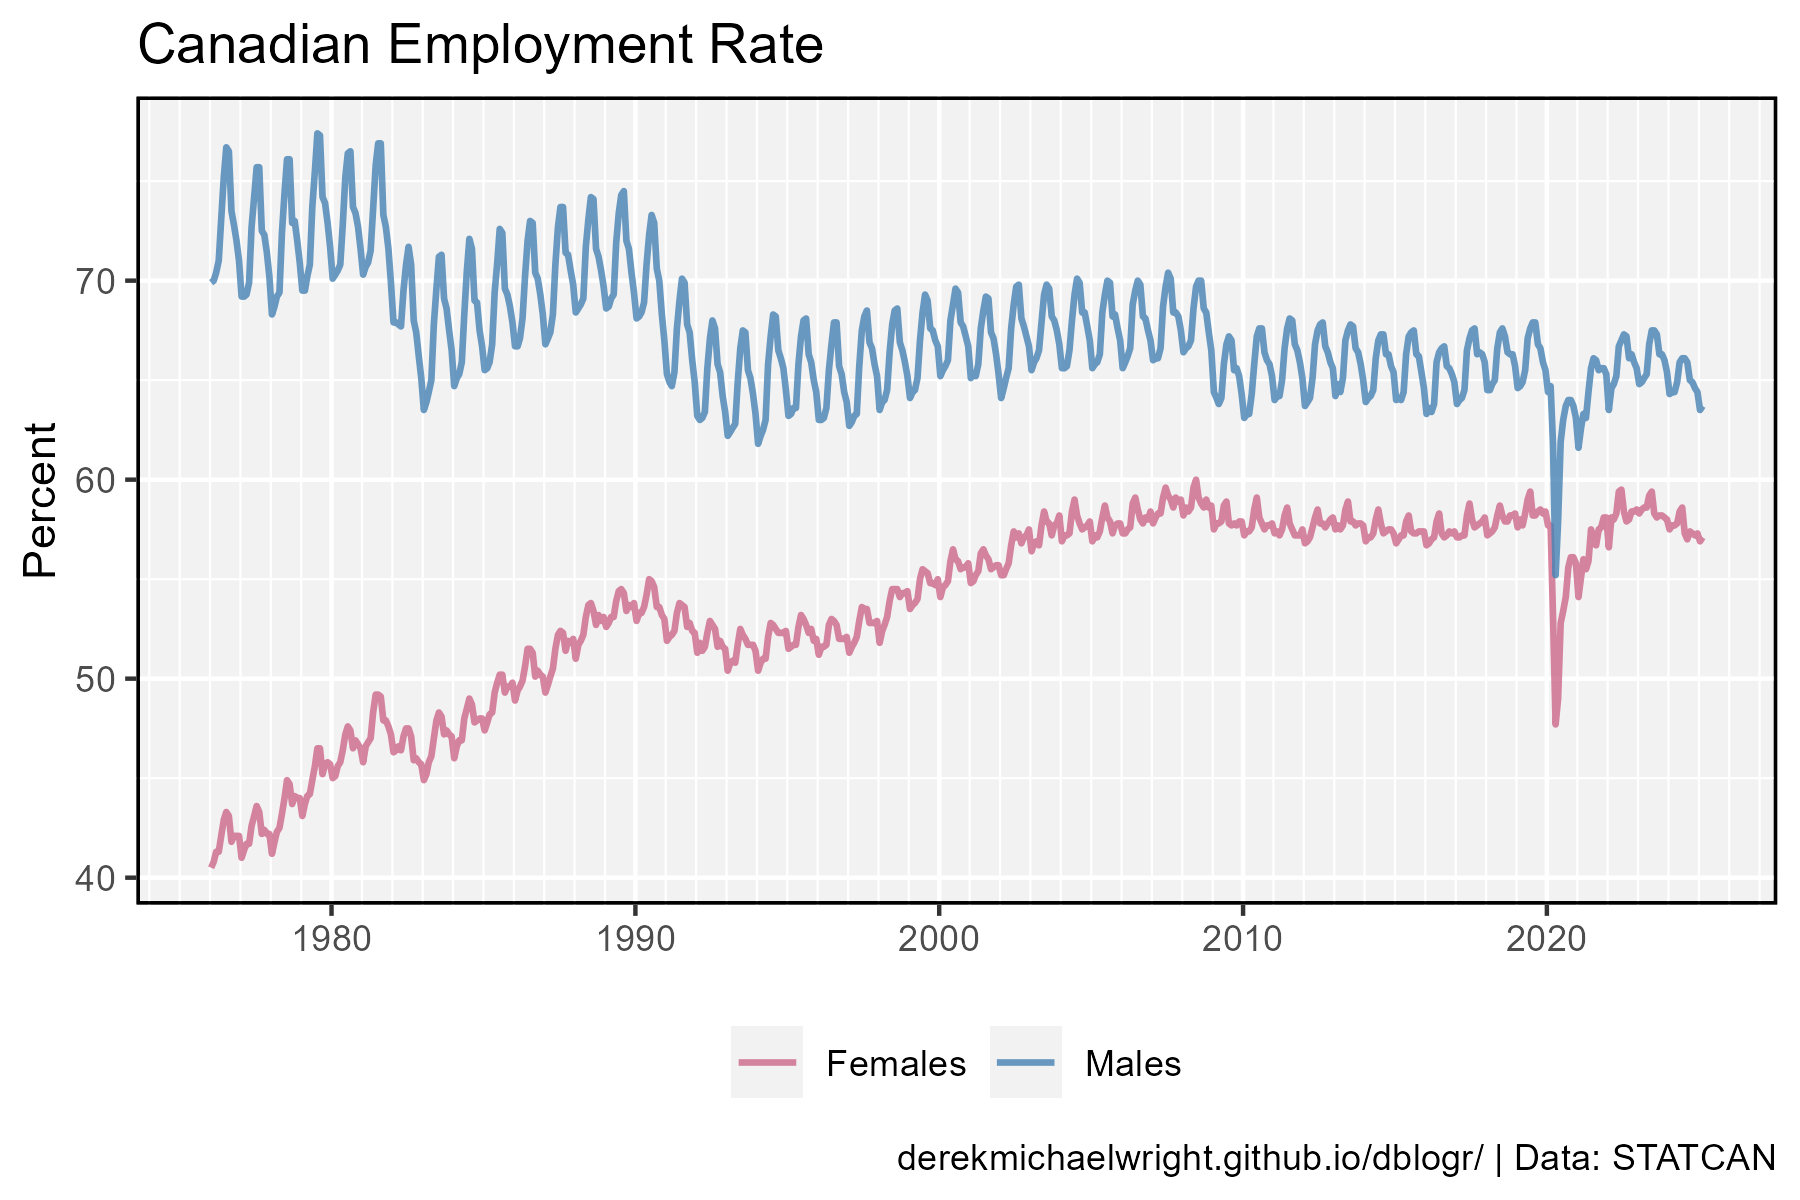 Canadian Employment Rate
Percent
70
60
50
40
1980 1990 2000 2010 2020
Females Males
derekmichaelwright.github.io/dblogr/ | Data: STATCAN